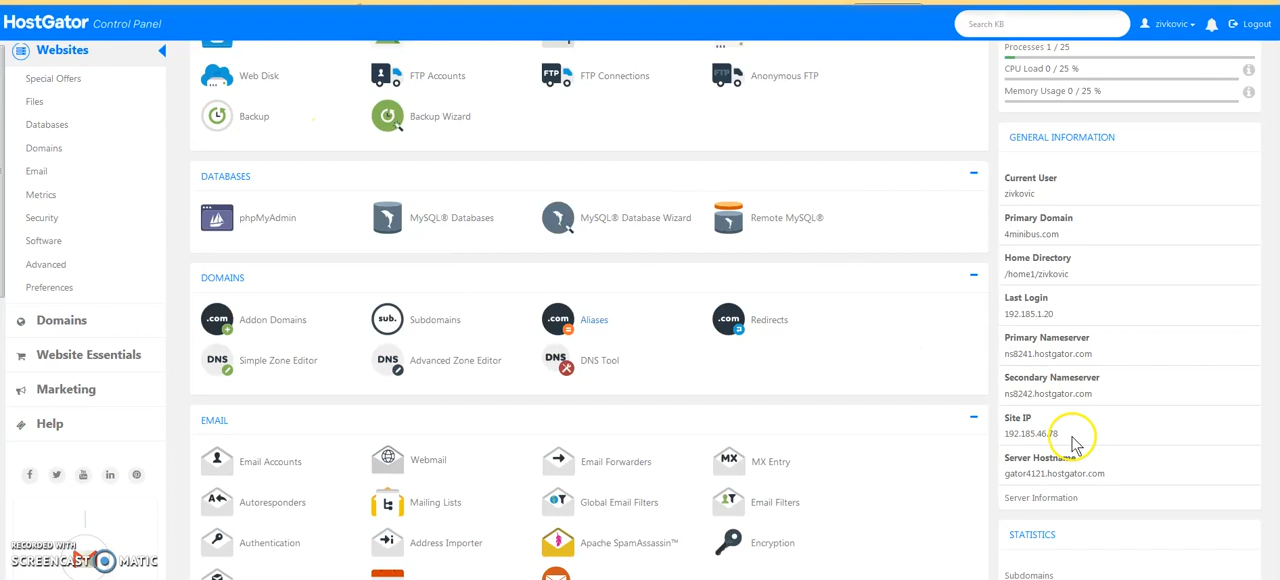 HostGator Control Panel
Search KB
zivkovic
Logout
Websites
Special Offers
Files
Databases
Domains
Email
Metrics
Security
Software
Advanced
Preferences
Domains
Website Essentials
Marketing
Help
RECORDED WITH
SCREENCAST MATIC
Web Disk
FTP Accounts
FTP Connections
Anonymous FTP
Backup
Backup Wizard
DATABASES
phpMyAdmin
MySQL® Databases
MySQL® Database Wizard
Remote MySQL®
DOMAINS
Addon Domains
Subdomains
Aliases
Redirects
Simple Zone Editor
Advanced Zone Editor
DNS Tool
EMAIL
Email Accounts
Webmail
Email Forwarders
MX Entry
Autoresponders
Mailing Lists
Global Email Filters
Email Filters
Authentication
Address Importer
Apache SpamAssassin™
Encryption
Processes 1 / 25
CPU Load 0 / 25 %
Memory Usage 0 / 25 %
GENERAL INFORMATION
Current User
zivkovic
Primary Domain
4minibus.com
Home Directory
/home1/zivkovic
Last Login
192.185.1.20
Primary Nameserver
ns8241.hostgator.com
Secondary Nameserver
ns8242.hostgator.com
Site IP
192.185.46.78
Server Hostname
gator4121.hostgator.com
Server Information
STATISTICS
Subdomains